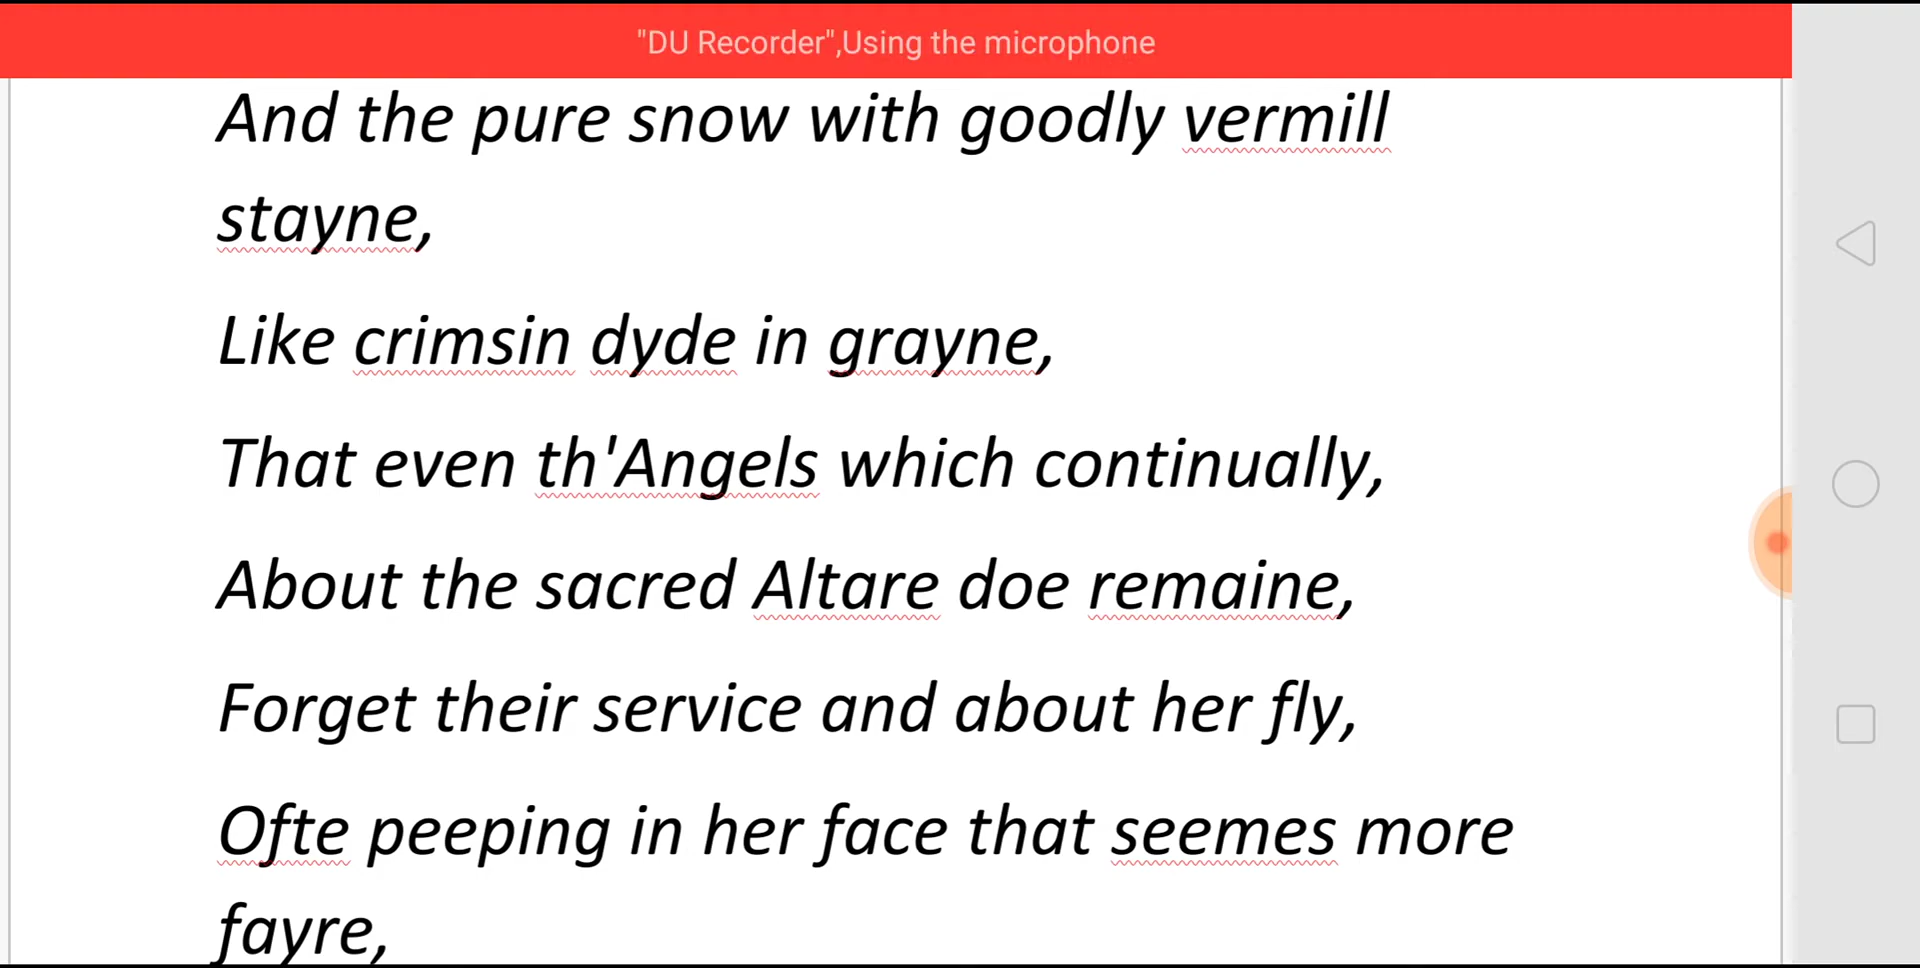 "DU Recorder",Using the microphone
And the pure snow with goodly vermill
stayne,
Like crimsin dyde in grayne,
That even th'Angels which continually,
About the sacred Altare doe remaine,
Forget their service and about her fly,
Ofte peeping in her face that seemes more
fayre,